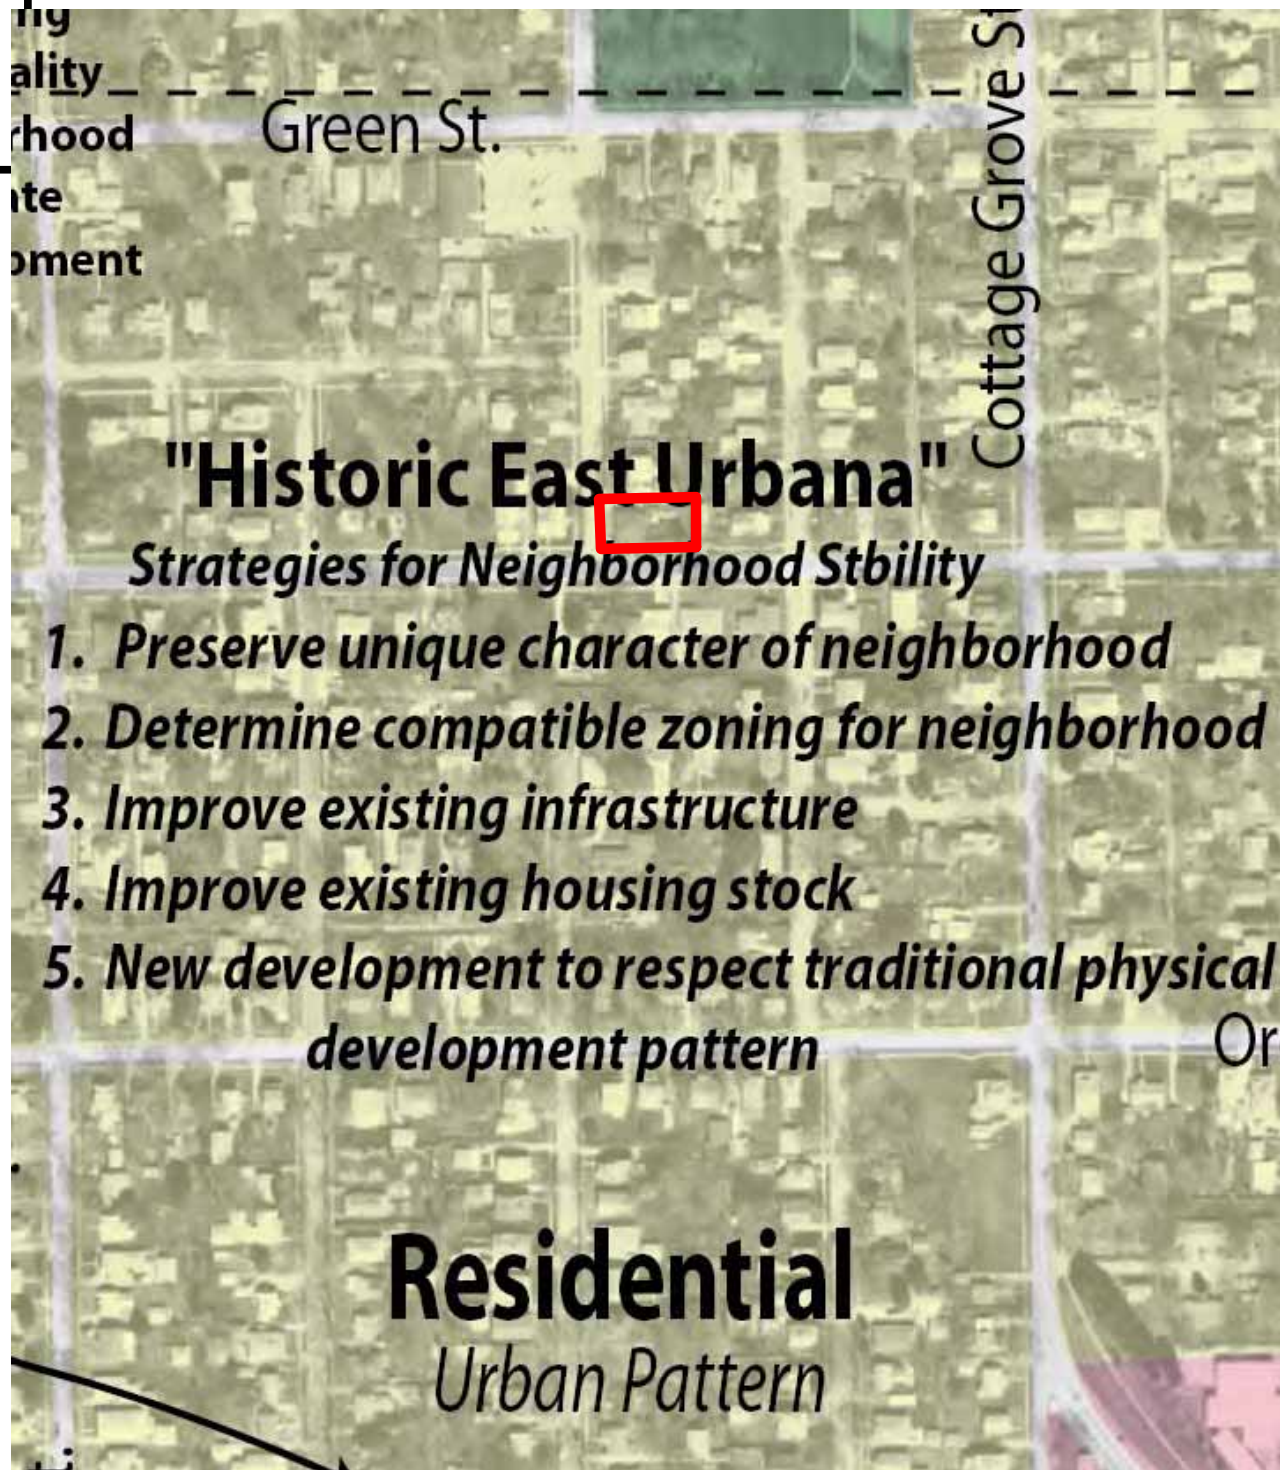 ality
rhood
Green St.
pment
Cottage Grove St
"Historic East Urbana"
Strategies for Neighborhood Stbility
1. Preserve unique character of neighborhood
2. Determine compatible zoning for neighborhood
3. Improve existing infrastructure
4. Improve existing housing stock
5. New development to respect traditional physical
development pattern
Or
Residential
Urban Pattern